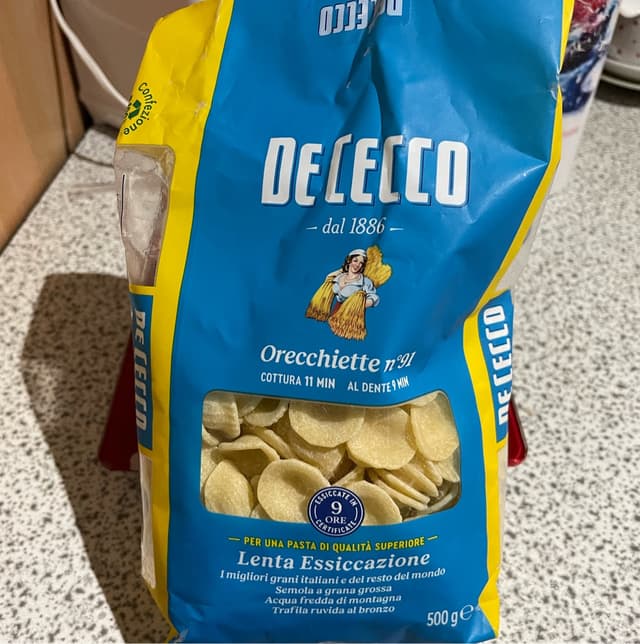 DE CECCO
Confezione
DE CECCO
dal 1886
Orecchiette n°91
COTTURA 11 MIN AL DENTE 9 MIN
DE CECCO
DE CECCO
ESSICCATE IN
9
ORE
CERTIFICATE
PER UNA PASTA DI QUALITÀ SUPERIORE
Lenta Essiccazione
I migliori grani italiani e del resto del mondo
Semola a grana grossa
Acqua fredda di montagna
Trafila ruvida al bronzo
500 g e